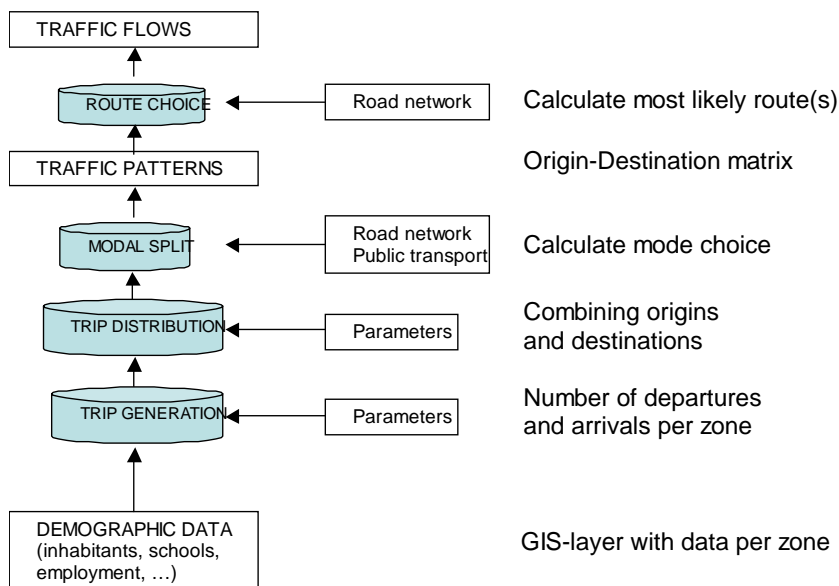 TRAFFIC FLOWS
ROUTE CHOICE
Road network
Calculate most likely route(s)
TRAFFIC PATTERNS
Origin-Destination matrix
MODAL SPLIT
Road network
Public transport
Calculate mode choice
TRIP DISTRIBUTION
Parameters
Combining origins
and destinations
TRIP GENERATION
Parameters
Number of departures
and arrivals per zone
DEMOGRAPHIC DATA
(inhabitants, schools,
employment, …)
GIS-layer with data per zone